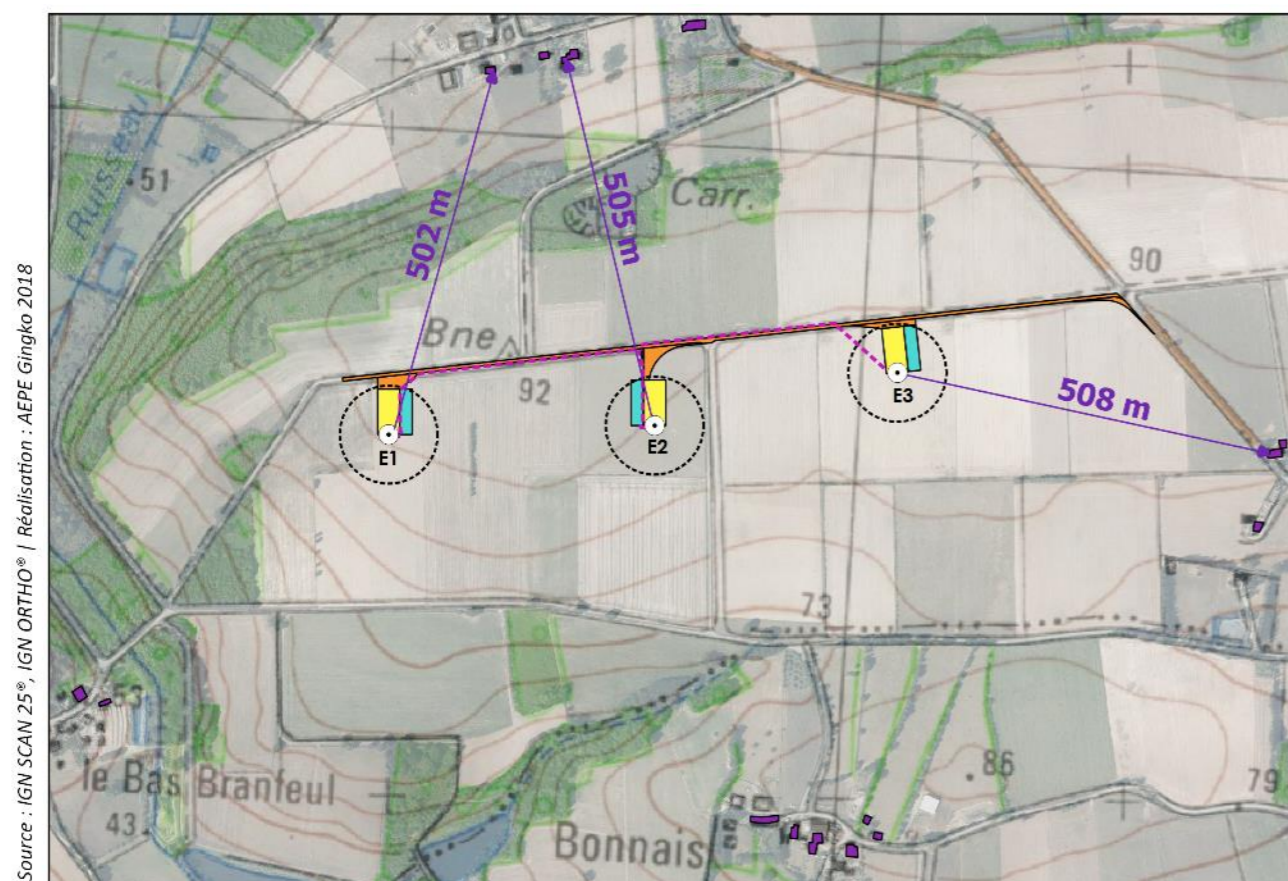 Source : IGN SCAN 25®, IGN ORTHO® | Réalisation : AEPE Gingko 2018
Ruisseau
51
502 m
505 m
Carr.
90
Bne
92
E1
E2
E3
508 m
73
53
le Bas Branfeul
43
86
79
Bonnais